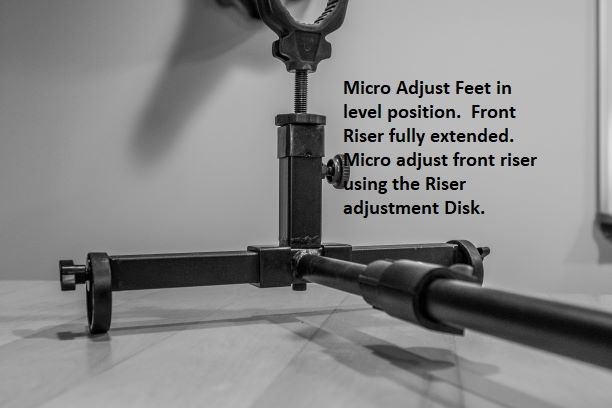 Micro Adjust Feet in
level position.  Front
Riser fully extended.
Micro adjust front riser
using the Riser
adjustment Disk.